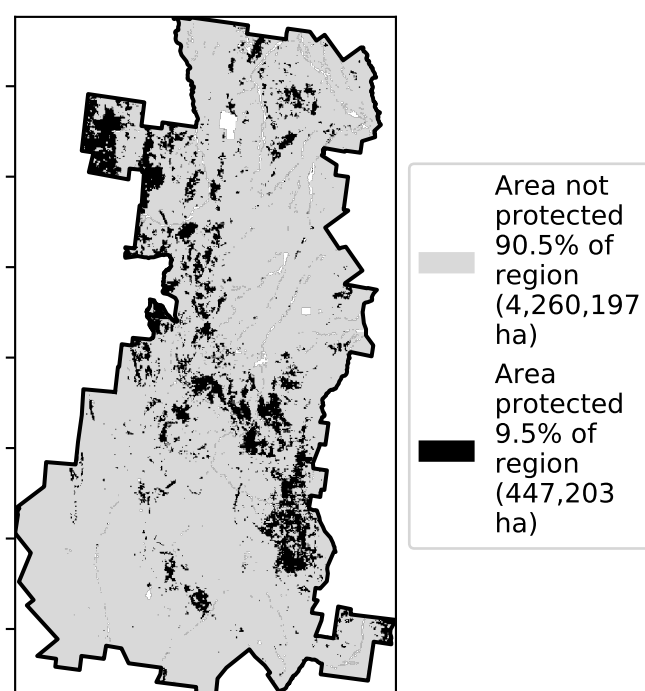 Area not
protected
90.5% of
region
(4,260,197
ha)
Area
protected
9.5% of
region
(447,203
ha)